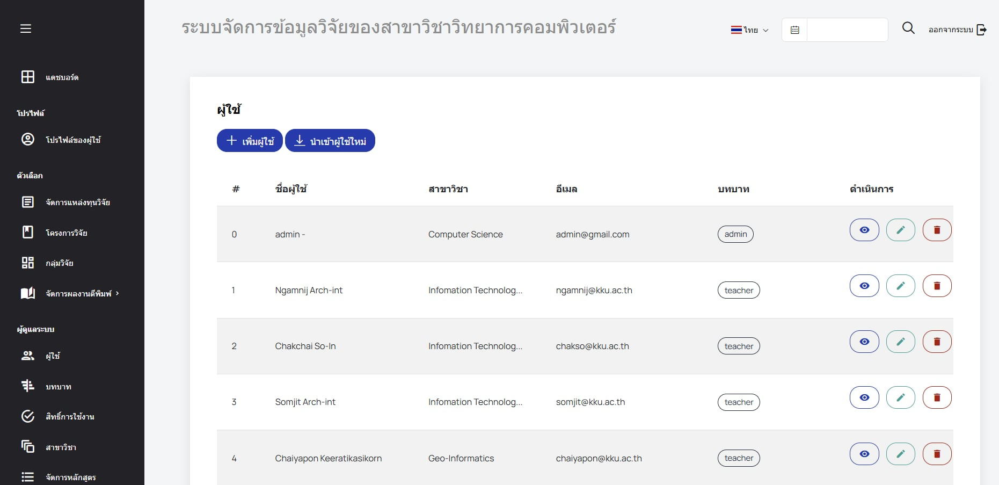 ระบบจัดการข้อมูลวิจัยของสาขาวิชาวิทยาการคอมพิวเตอร์
ไทย
ออกจากระบบ
แดชบอร์ด
โปรไฟล์
โปรไฟล์ของผู้ใช้
ตัวเลือก
จัดการแหล่งทุนวิจัย
โครงการวิจัย
กลุ่มวิจัย
จัดการผลงานตีพิมพ์
ผู้ดูแลระบบ
ผู้ใช้
บทบาท
สิทธิ์การใช้งาน
สาขาวิชา
จัดการหลักสูตร
ผู้ใช้
เพิ่มผู้ใช้ นำเข้าผู้ใช้ใหม่
# ชื่อผู้ใช้ สาขาวิชา อีเมล บทบาท ดำเนินการ
0 admin - Computer Science admin@gmail.com admin
1 Ngamnij Arch-int Infomation Technolog... ngamnij@kku.ac.th teacher
2 Chakchai So-In Infomation Technolog... chakso@kku.ac.th teacher
3 Somjit Arch-int Infomation Technolog... somjit@kku.ac.th teacher
4 Chaiyapon Keeratikasikorn Geo-Informatics chaiyapon@kku.ac.th teacher